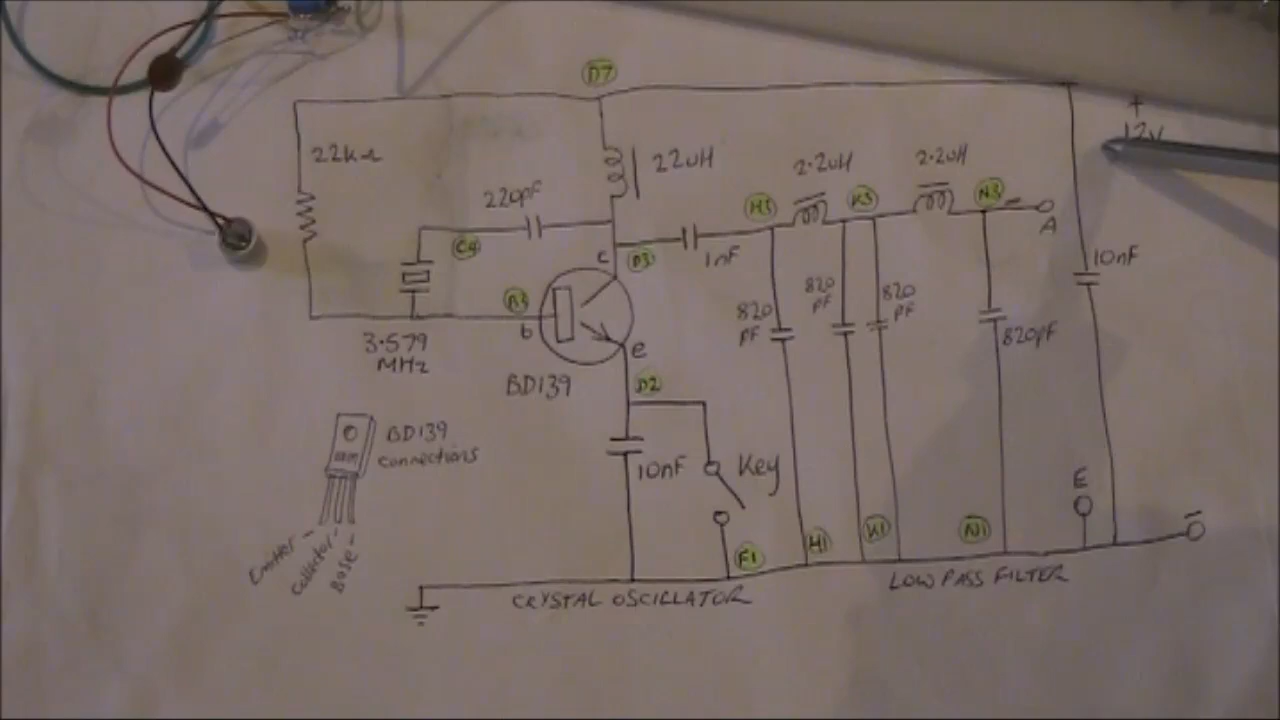 D7
+
12v
22kΩ
22uH
2.2uH
2.2uH
220pF
H3
K3
N3
A
C4
C
D3
1nF
10nF
B3
b
820
pF
820
pF
820
pF
820pF
3.579
MHz
e
BD139
D2
BD139
connections
10nF
Key
E
-
Emitter -
Collector -
Base -
F1
H1
K1
N1
CRYSTAL OSCILLATOR
LOW PASS FILTER